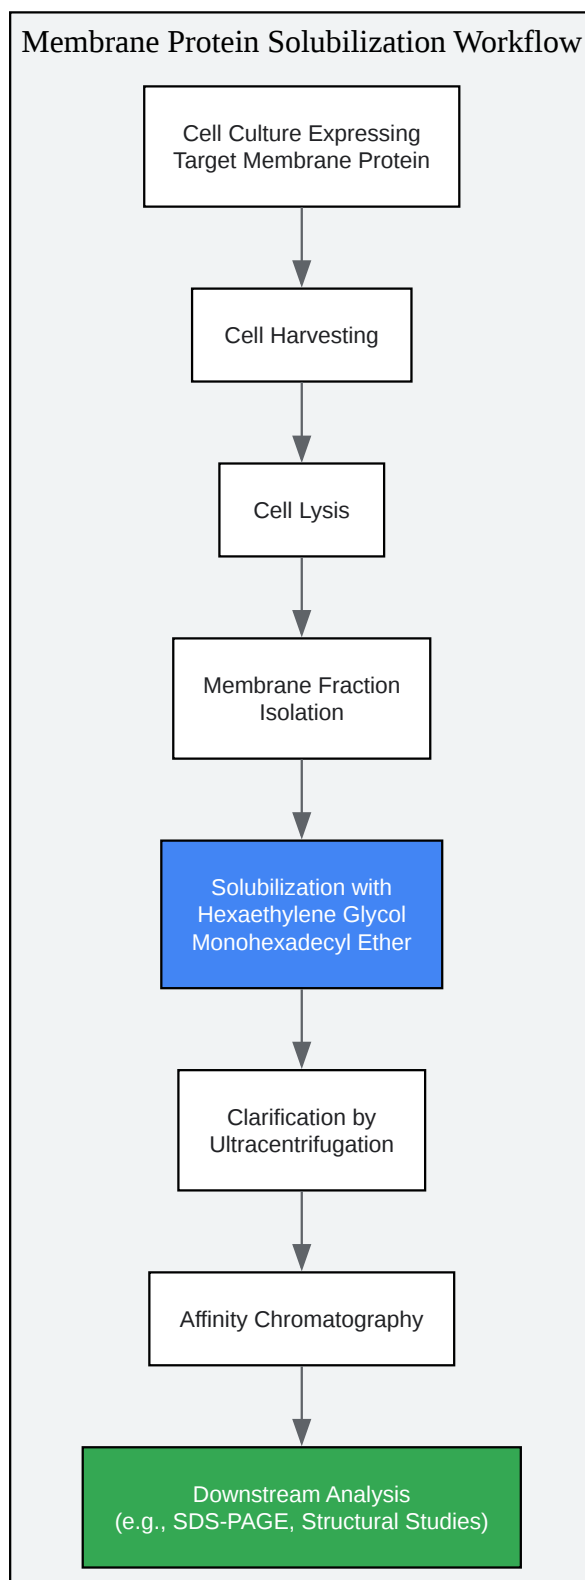 Membrane Protein Solubilization Workflow
Cell Culture Expressing
Target Membrane Protein
Cell Harvesting
Cell Lysis
Membrane Fraction
Isolation
Solubilization with
Hexaethylene Glycol
Monohexadecyl Ether
Clarification by
Ultracentrifugation
Affinity Chromatography
Downstream Analysis
(e.g., SDS-PAGE, Structural Studies)